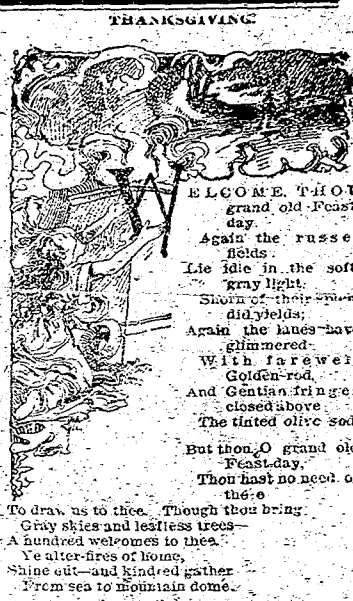 THANKSGIVING.
WELCOME, THOU
grand old Feast
day.
Again the russe
fields
Lie idle in the soft
gray light,
Shorn of their
did yields;
Again the lanes hav
glimmered
With farewel
Golden-rod,
And Gentian fringe
closed above
The tinted olive sod
But thou, O grand old
Feast-day,
Thou hast no need o
these
To draw us to thee. Though thou bring
Gray skies and leafless trees—
A hundred welcomes to thee.
Ye alter-fires of home,
Shine out—and kindred gather
From sea to mountain dome.